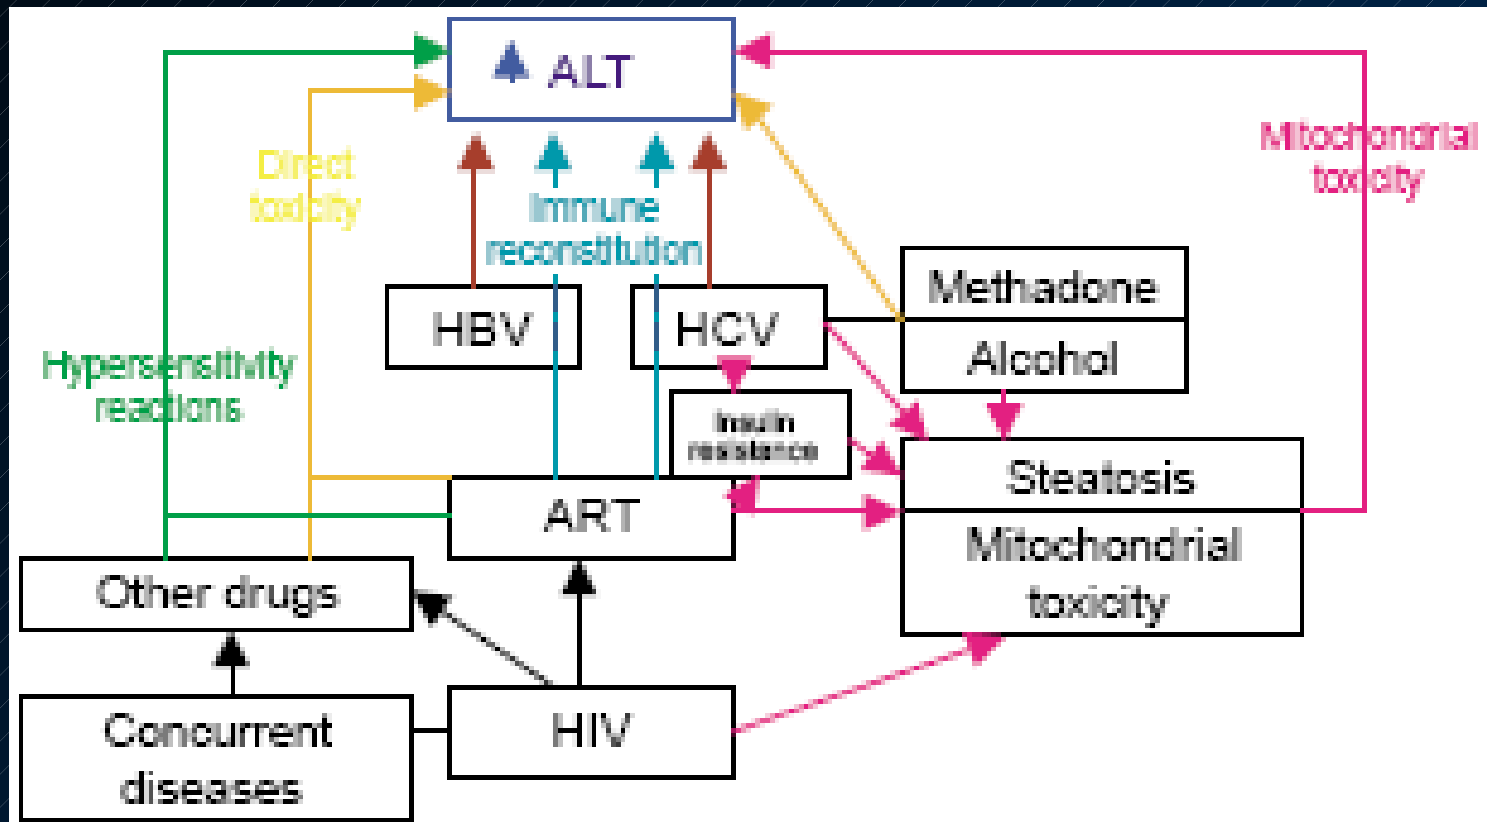 ALT
Direct
toxicity
Mitochondrial
toxicity
Immune
reconstitution
HBV
HCV
Methadone
Alcohol
Hypersensitivity
reactions
Insulin
resistance
Steatosis
ART
Mitochondrial
toxicity
Other drugs
Concurrent
diseases
HIV